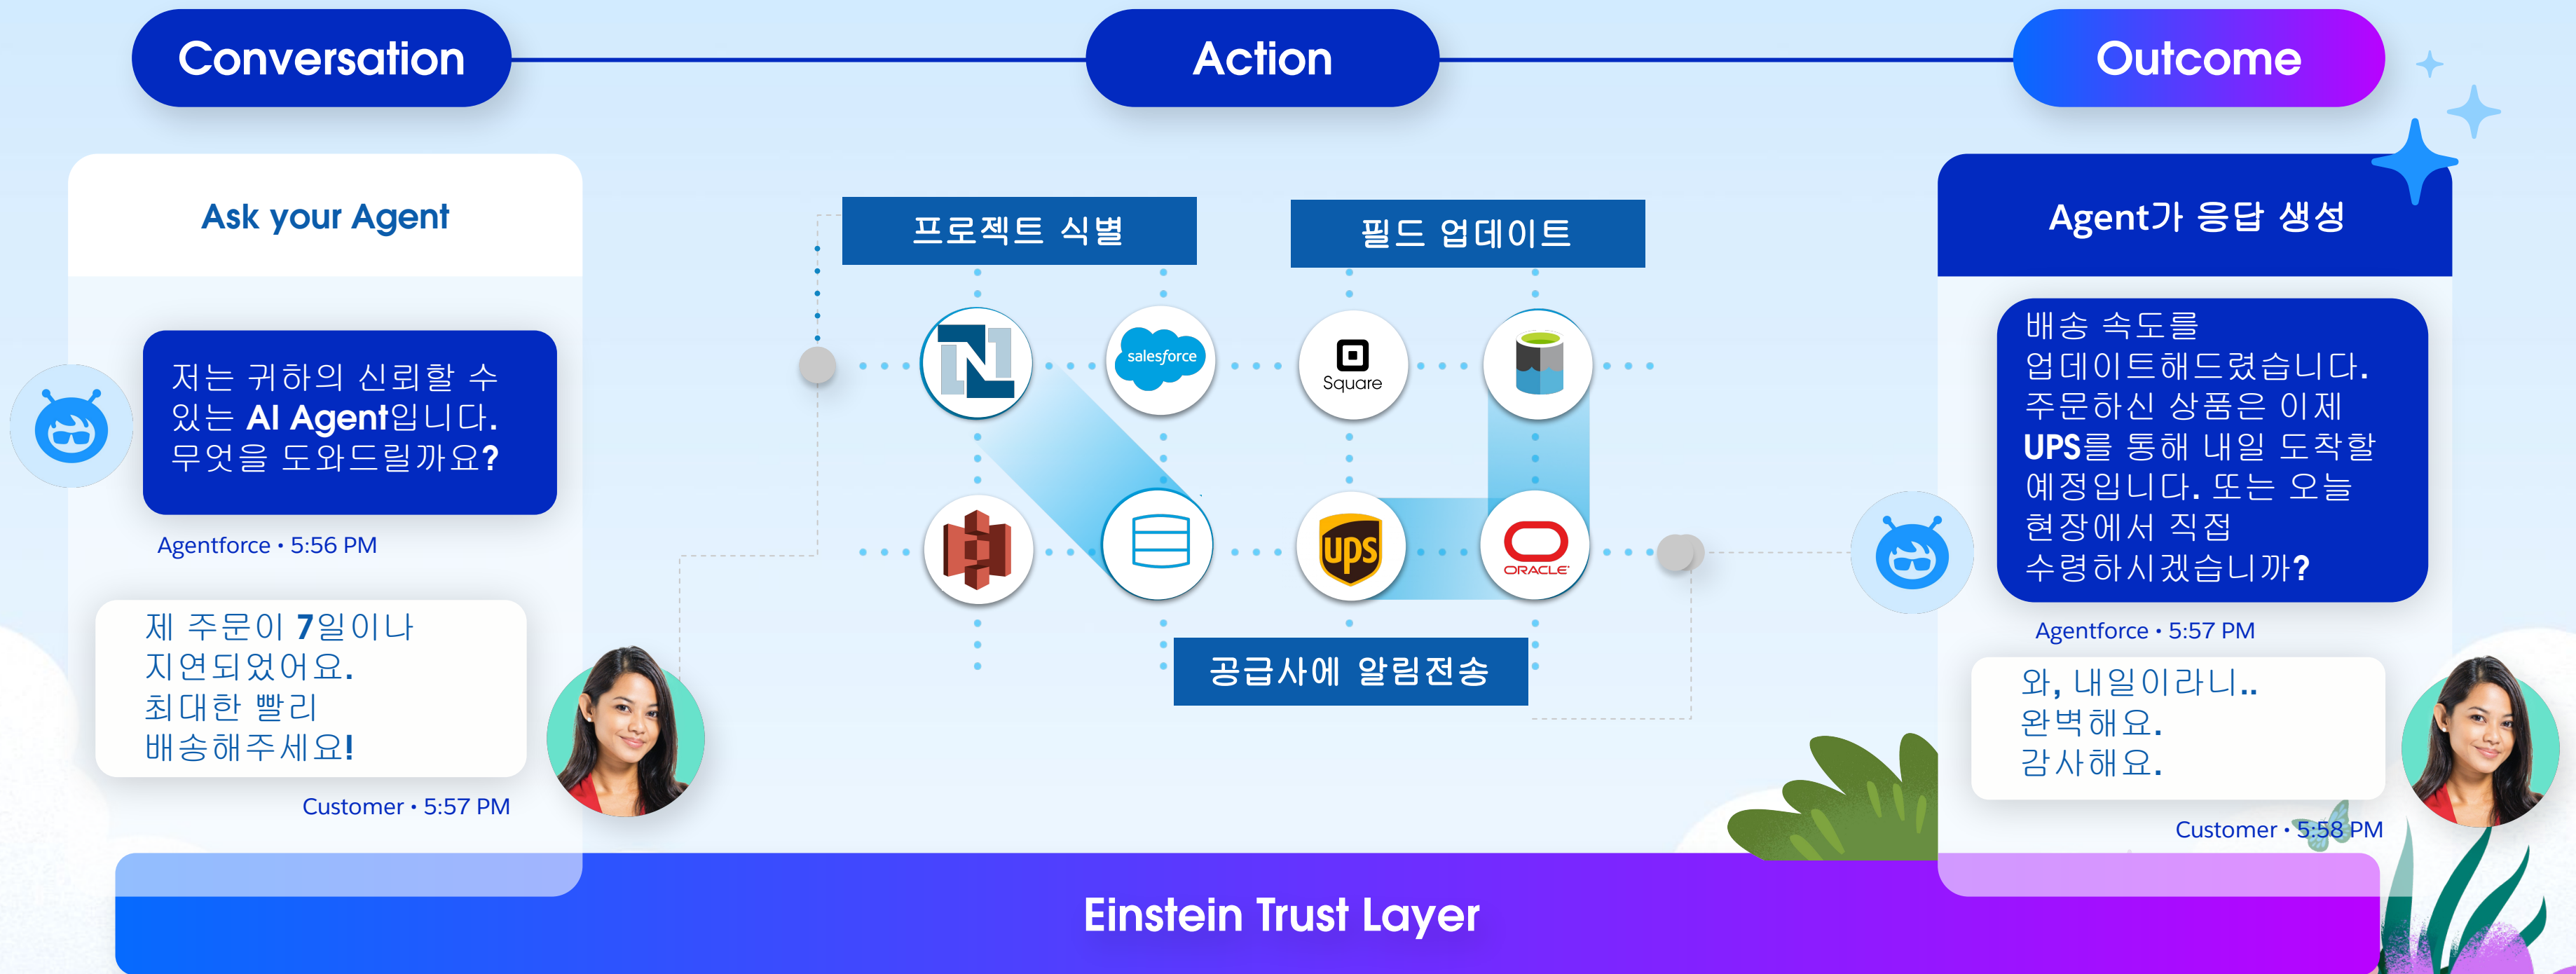 Conversation
Action
Outcome
Ask your Agent
저는 귀하의 신뢰할 수
있는 AI Agent입니다.
무엇을 도와드릴까요?
Agentforce • 5:56 PM
제 주문이 7일이나
지연되었어요.
최대한 빨리
배송해주세요!
Customer • 5:57 PM
프로젝트 식별
필드 업데이트
N
salesforce
Square
ups
ORACLE
공급사에 알림전송
Agent가 응답 생성
배송 속도를
업데이트해드렸습니다.
주문하신 상품은 이제
UPS를 통해 내일 도착할
예정입니다. 또는 오늘
현장에서 직접
수령하시겠습니까?
Agentforce • 5:57 PM
와, 내일이라니..
완벽해요.
감사해요.
Customer • 5:58 PM
Einstein Trust Layer